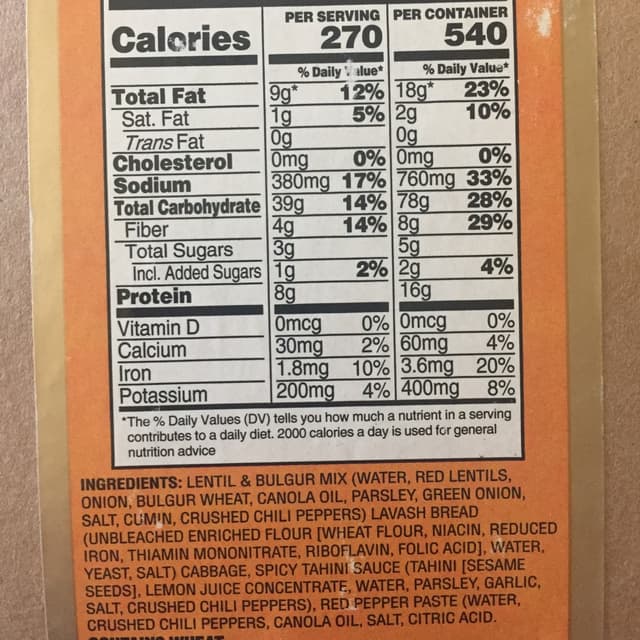 PER SERVING PER CONTAINER
Calories 270 540
% Daily Value* % Daily Value*
Total Fat 9g* 12% 18g* 23%
Sat. Fat 1g 5% 2g 10%
Trans Fat 0g 0g
Cholesterol 0mg 0% 0mg 0%
Sodium 380mg 17% 760mg 33%
Total Carbohydrate 39g 14% 78g 28%
Fiber 4g 14% 8g 29%
Total Sugars 3g 5g
Incl. Added Sugars 1g 2% 2g 4%
Protein 8g 16g
Vitamin D 0mcg 0% 0mcg 0%
Calcium 30mg 2% 60mg 4%
Iron 1.8mg 10% 3.6mg 20%
Potassium 200mg 4% 400mg 8%
*The % Daily Values (DV) tells you how much a nutrient in a serving
contributes to a daily diet. 2000 calories a day is used for general
nutrition advice
INGREDIENTS: LENTIL & BULGUR MIX (WATER, RED LENTILS,
ONION, BULGUR WHEAT, CANOLA OIL, PARSLEY, GREEN ONION,
SALT, CUMIN, CRUSHED CHILI PEPPERS) LAVASH BREAD
(UNBLEACHED ENRICHED FLOUR [WHEAT FLOUR, NIACIN, REDUCED
IRON, THIAMIN MONONITRATE, RIBOFLAVIN, FOLIC ACID], WATER,
YEAST, SALT) CABBAGE, SPICY TAHINI SAUCE (TAHINI [SESAME
SEEDS], LEMON JUICE CONCENTRATE, WATER, PARSLEY, GARLIC,
SALT, CRUSHED CHILI PEPPERS), RED PEPPER PASTE (WATER,
CRUSHED CHILI PEPPERS, CANOLA OIL, SALT, CITRIC ACID.
CONTAINS WHEAT